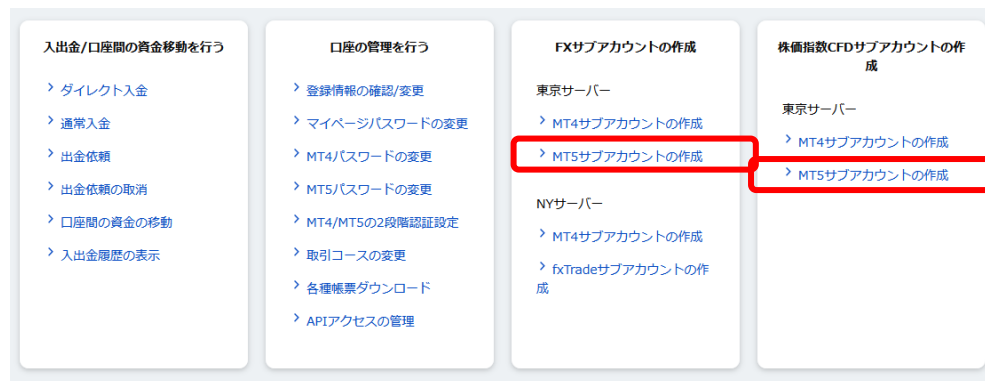 入出金/口座間の資金移動を行う
ダイレクト入金
通常入金
出金依頼
出金依頼の取消
口座間の資金の移動
入出金履歴の表示
口座の管理を行う
登録情報の確認/変更
マイページパスワードの変更
MT4パスワードの変更
MT5パスワードの変更
MT4/MT5の2段階認証設定
取引コースの変更
各種帳票ダウンロード
APIアクセスの管理
FXサブアカウントの作成
東京サーバー
MT4サブアカウントの作成
MT5サブアカウントの作成
NYサーバー
MT4サブアカウントの作成
fxTradeサブアカウントの作
成
株価指数CFDサブアカウントの作
成
東京サーバー
MT4サブアカウントの作成
MT5サブアカウントの作成